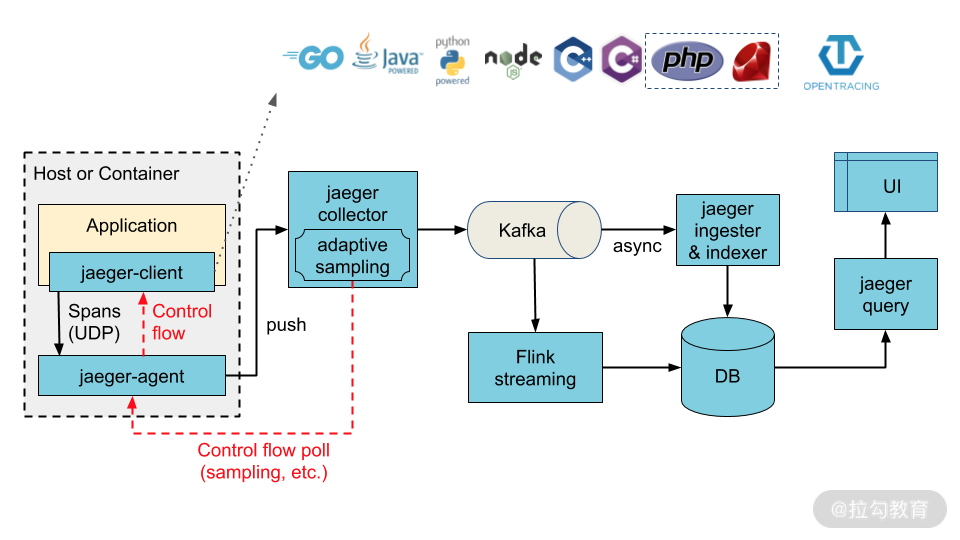 GO
Java
POWERED
python
powered
node
JS
C++
C#
php
OPENTRACING
Host or Container
Application
jaeger-client
Spans
(UDP)
Control
flow
jaeger-agent
push
jaeger
collector
adaptive
sampling
Control flow poll
(sampling, etc.)
Kafka
async
jaeger
ingester
& indexer
Flink
streaming
DB
UI
jaeger
query
@拉勾教育